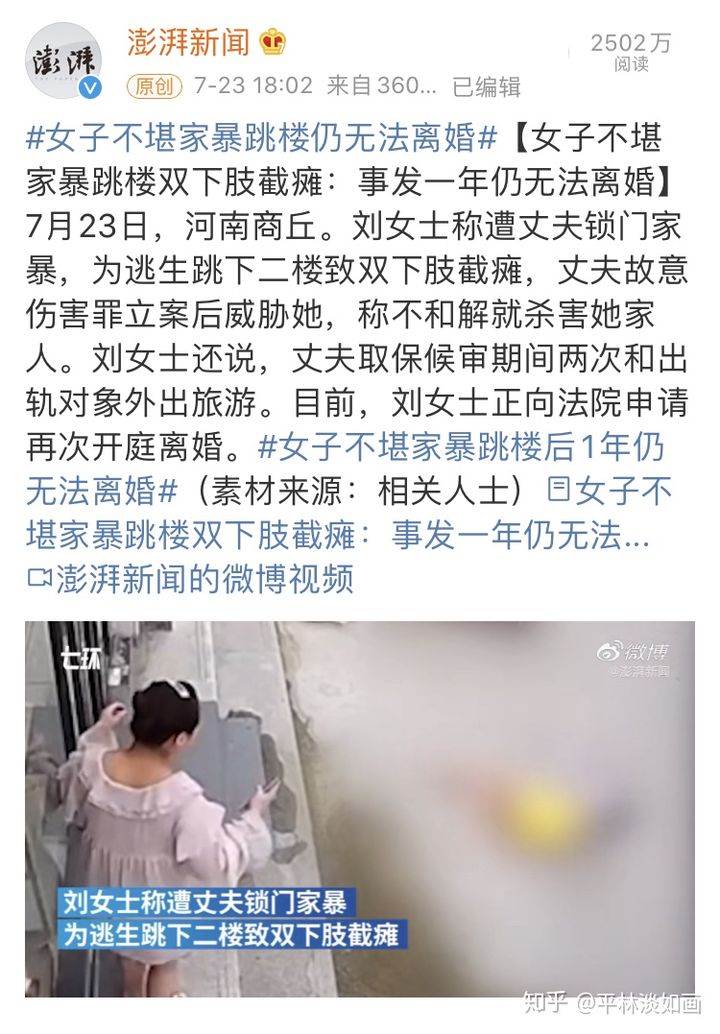 澎湃
澎湃新闻
2502万
阅读
原创 7-23 18:02 来自360... 已编辑
#女子不堪家暴跳楼仍无法离婚#【女子不堪
家暴跳楼双下肢截瘫：事发一年仍无法离婚】
7月23日，河南商丘。刘女士称遭丈夫锁门家
暴，为逃生跳下二楼致双下肢截瘫，丈夫故意
伤害罪立案后威胁她，称不和解就杀害她家
人。刘女士还说，丈夫取保候审期间两次和出
轨对象外出旅游。目前，刘女士正向法院申请
再次开庭离婚。#女子不堪家暴跳楼后1年仍
无法离婚#（素材来源：相关人士）女子不
堪家暴跳楼双下肢截瘫：事发一年仍无法...
澎湃新闻的微博视频
七环
微博
@澎湃新闻
刘女士称遭丈夫锁门家暴
为逃生跳下二楼致双下肢截瘫
知乎 @平林淡如画